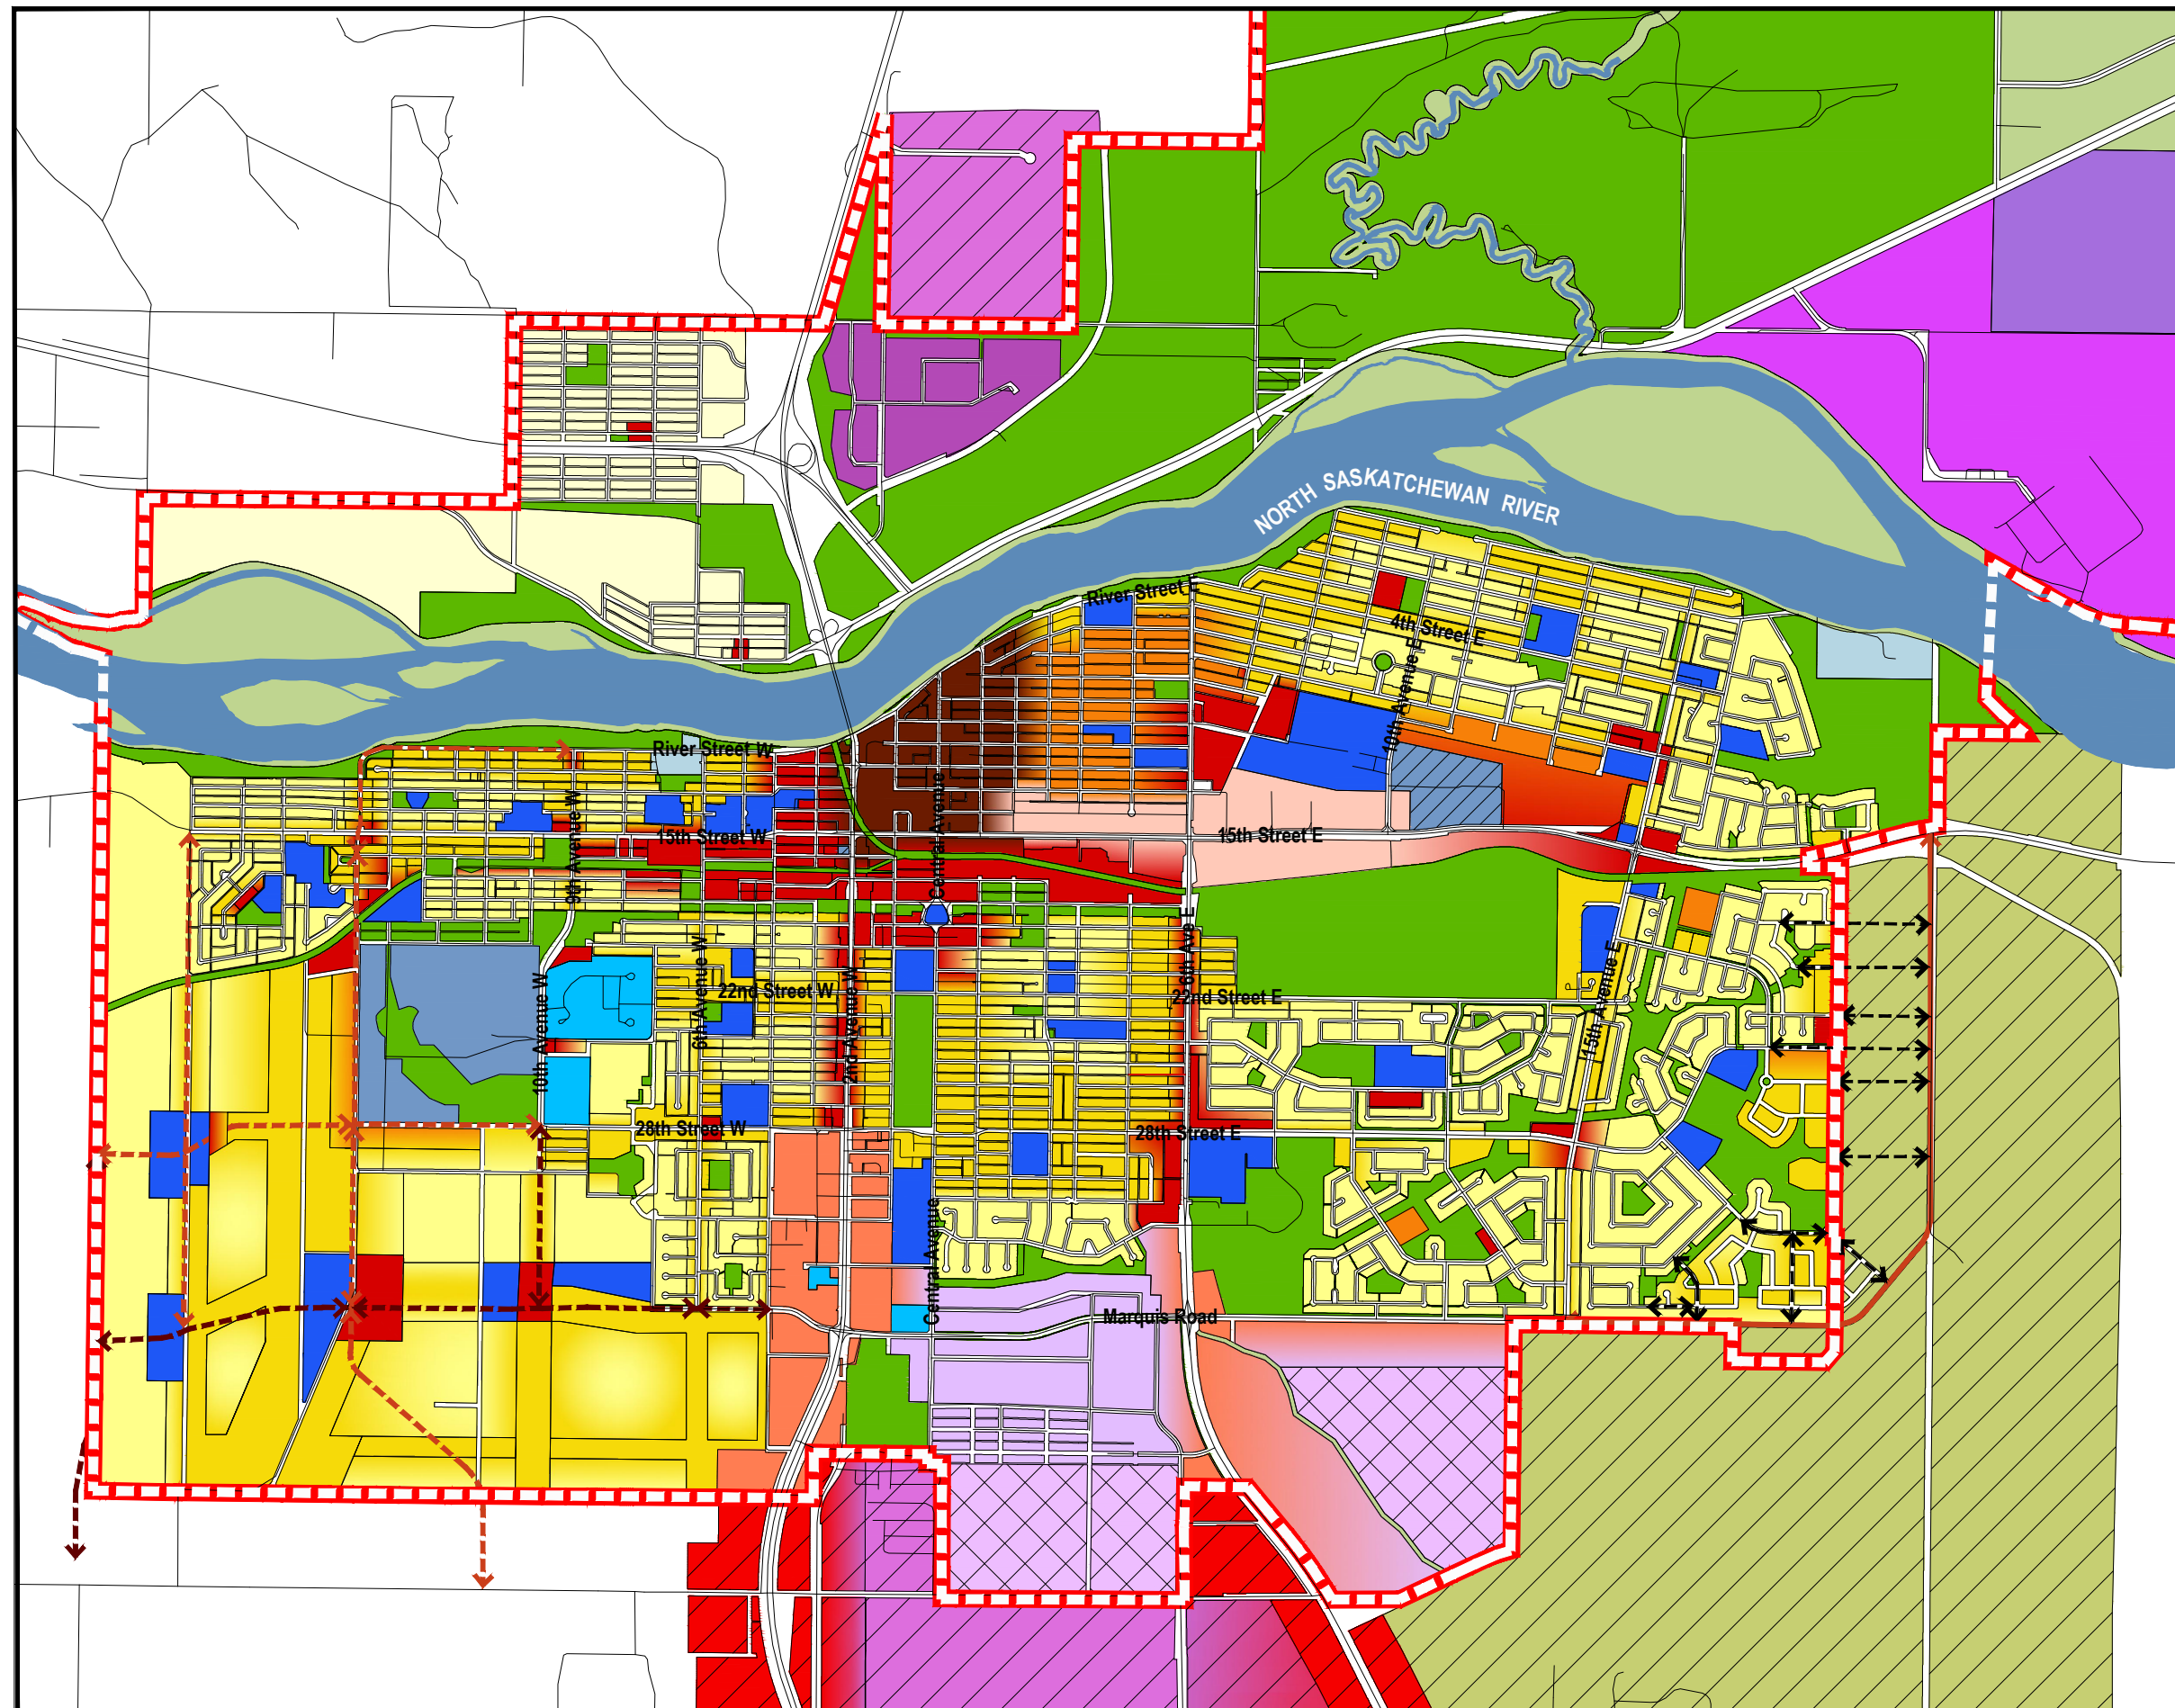 NORTH SASKATCHEWAN RIVER
River Street E
4th Street E
10th Avenue E
River Street W
9th Avenue W
15th Street W
Central Avenue
15th Street E
6th Ave E
6th Avenue W
22nd Street W
2nd Avenue W
22nd Street E
15th Avenue E
10th Avenue W
28th Street W
28th Street E
Central Avenue
Marquis Road